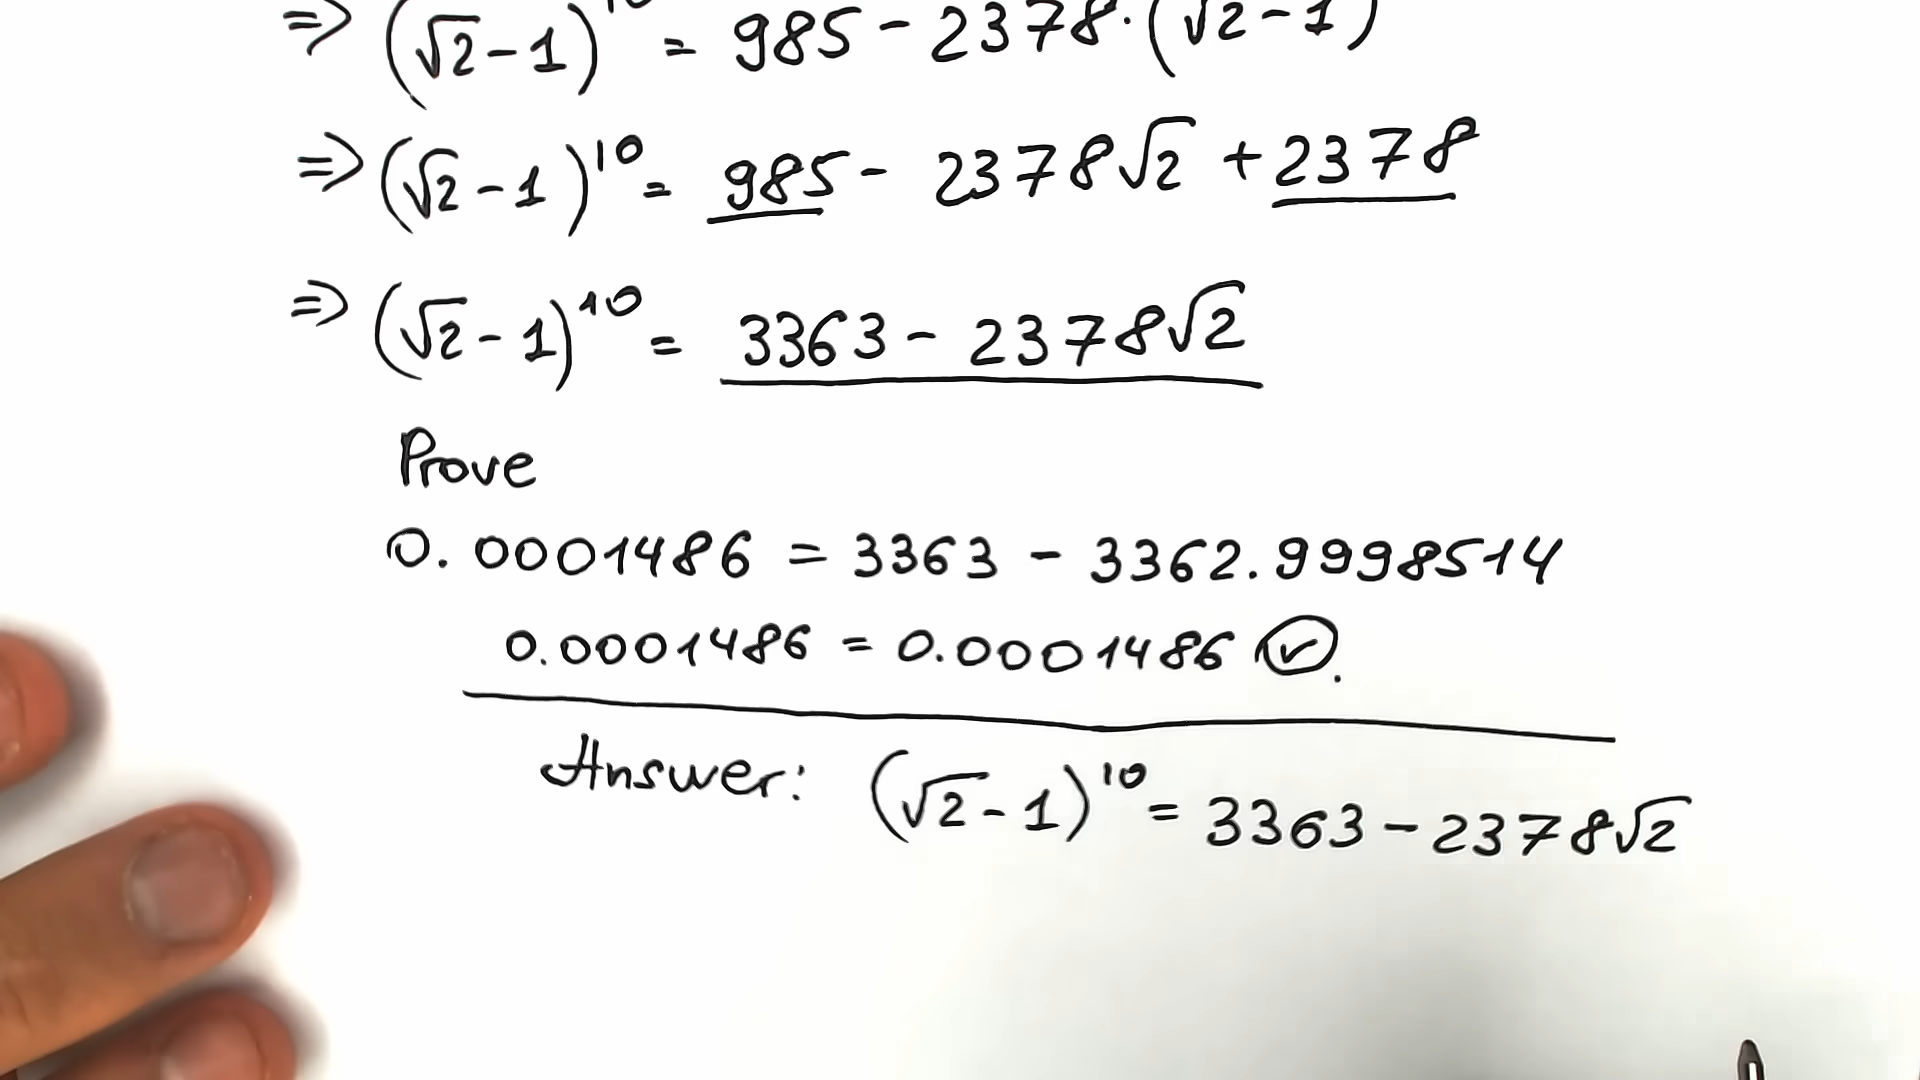 => (√2-1)^10 = 985 - 2378·(√2-1)
=> (√2-1)^10 = 985 - 2378√2 + 2378
=> (√2-1)^10 = 3363 - 2378√2
Prove
0.0001486 = 3363 - 3362.9998514
0.0001486 = 0.0001486 ✓.
Answer: (√2-1)^10 = 3363 - 2378√2